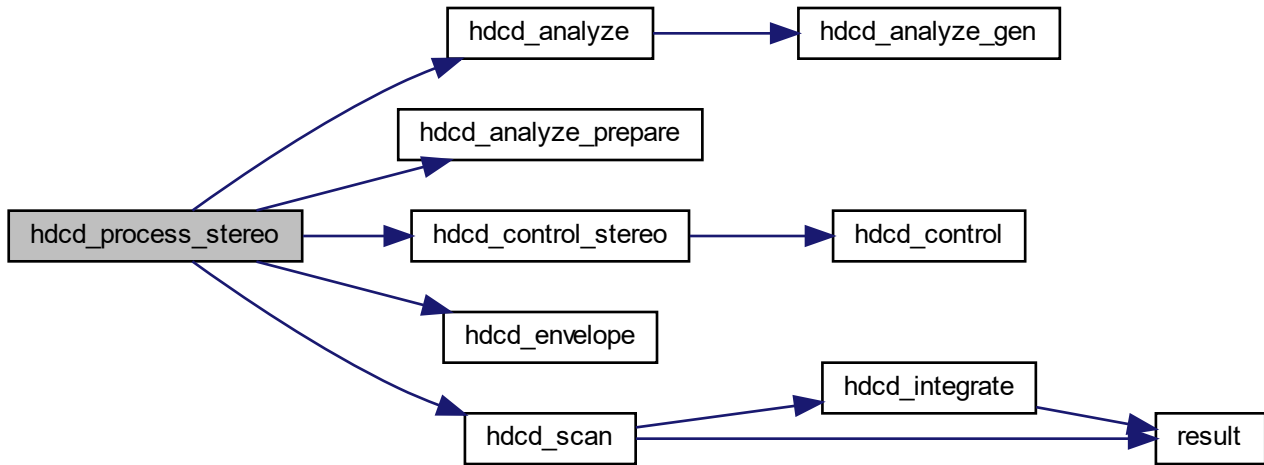 hdcd_analyze
hdcd_analyze_gen
hdcd_analyze_prepare
hdcd_process_stereo
hdcd_control_stereo
hdcd_control
hdcd_envelope
hdcd_integrate
hdcd_scan
result